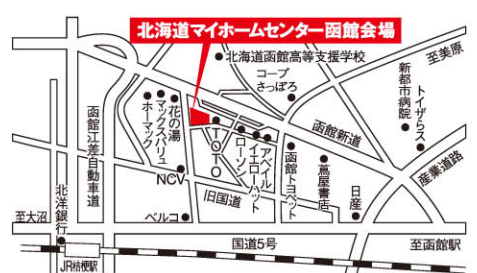 北海道マイホームセンター函館会場
北海道函館高等支援学校
至美原
コープ
さっぽろ
新都市病院
トイザらス
花の湯
マックスバリュ
ホーマック
函館新道
産業道路
函館江差自動車道
TOTO
ローソン
イエローハット
アベイル
函館トヨペット
蔦屋書店
日産
NCV
旧国道
北洋銀行
至大沼
ベルコ
国道5号
至函館駅
JR桔梗駅